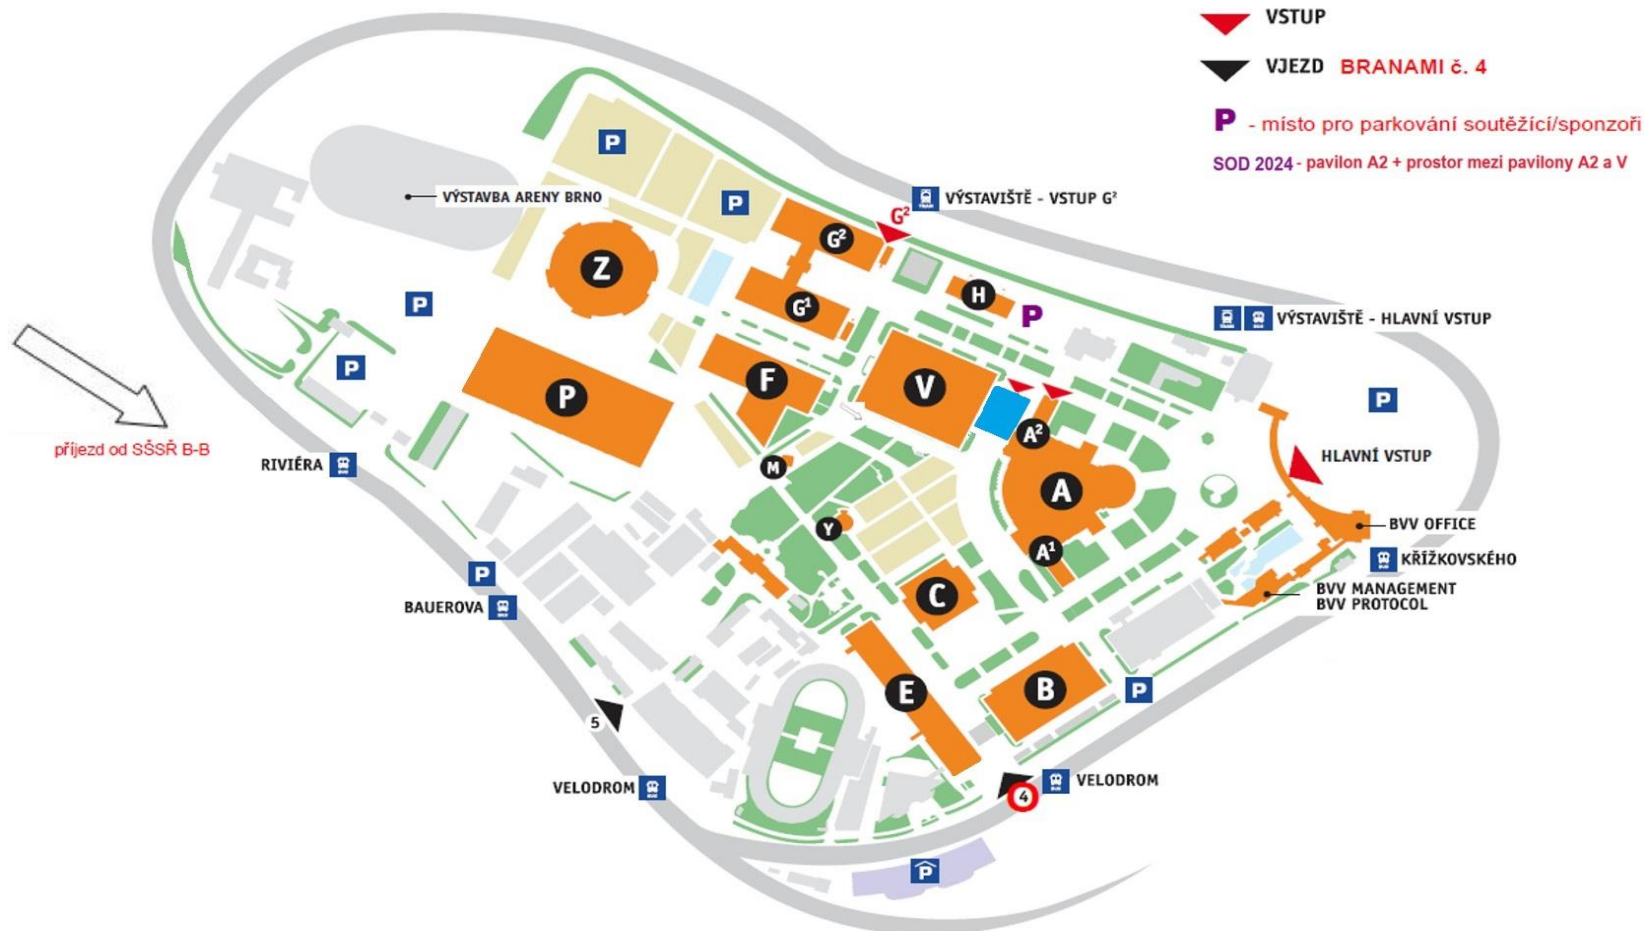 VSTUP
VJEZD BRANAMI č. 4
P - místo pro parkování soutěžící/sponzoři
SOD 2024 - pavilon A2 + prostor mezi pavilony A2 a V
P
VÝSTAVBA ARENY BRNO
P
VÝSTAVIŠTĚ - VSTUP G²
G²
G²
Z
H
P
G¹
P
VÝSTAVIŠTĚ - HLAVNÍ VSTUP
P
F
V
P
P
A²
příjezd od SŠSŘ B-B
RIVIÉRA
M
A
HLAVNÍ VSTUP
Y
BVV OFFICE
A¹
KŘÍŽKOVSKÉHO
P
C
BVV MANAGEMENT
BVV PROTOCOL
BAUEROVA
E
B
P
5
VELODROM
VELODROM
4
P